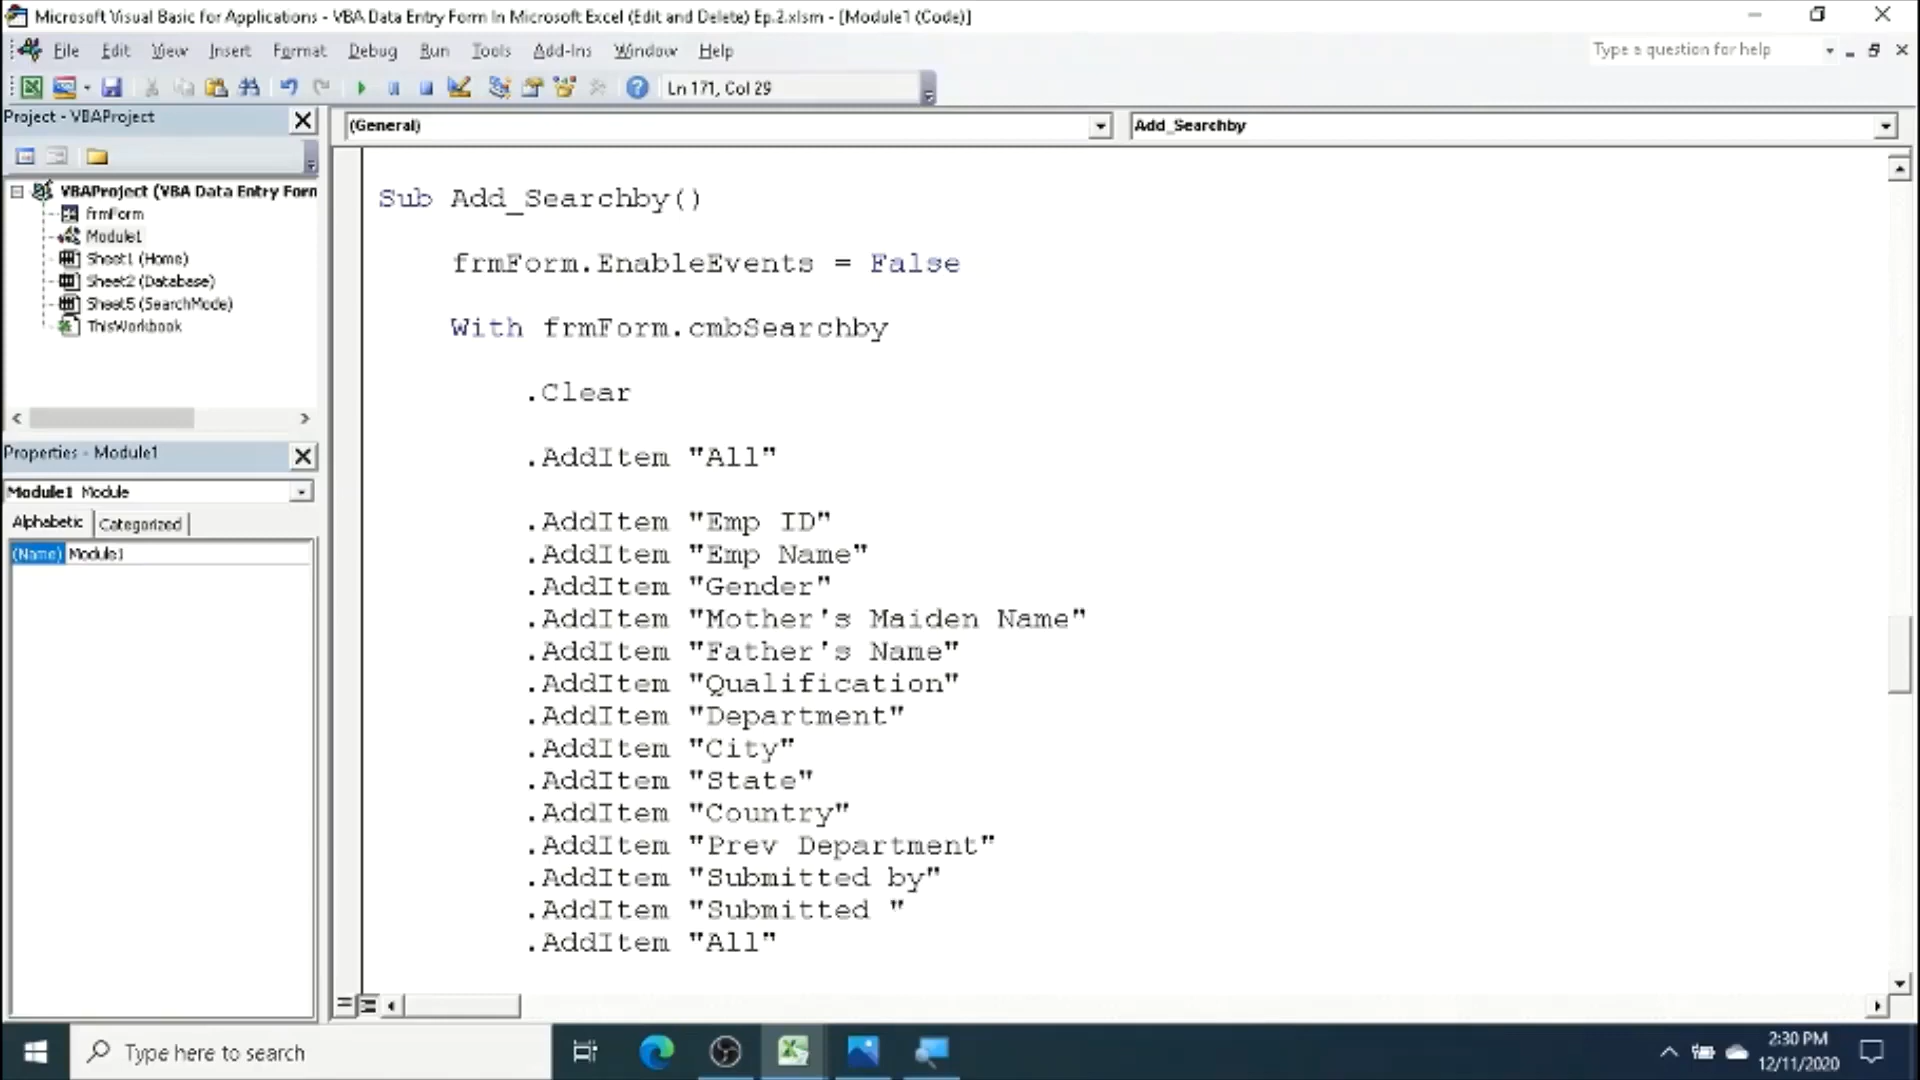 Microsoft Visual Basic for Applications - VBA Data Entry Form In Microsoft Excel (Edit and Delete) Ep.2.xlsm - [Module1 (Code)]
File Edit View Insert Format Debug Run Tools Add-Ins Window Help
Type a question for help
Ln 171, Col 29
Project - VBAProject
(General)
Add_Searchby
VBAProject (VBA Data Entry Form
frmForm
Module1
Sheet1 (Home)
Sheet2 (Database)
Sheet5 (SearchMode)
ThisWorkbook
Properties - Module1
Module1 Module
Alphabetic Categorized
(Name) Module1
Sub Add_Searchby()
frmForm.EnableEvents = False
With frmForm.cmbSearchby
.Clear
.AddItem "All"
.AddItem "Emp ID"
.AddItem "Emp Name"
.AddItem "Gender"
.AddItem "Mother's Maiden Name"
.AddItem "Father's Name"
.AddItem "Qualification"
.AddItem "Department"
.AddItem "City"
.AddItem "State"
.AddItem "Country"
.AddItem "Prev Department"
.AddItem "Submitted by"
.AddItem "Submitted "
.AddItem "All"
Type here to search
2:30 PM
12/11/2020